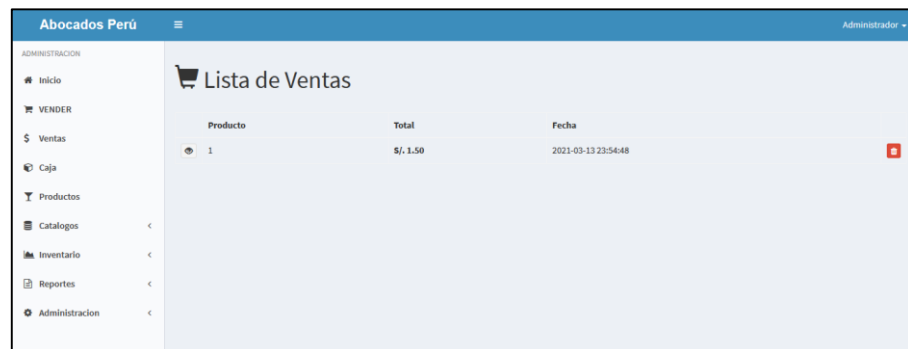 Abocados Perú
Administrador
ADMINISTRACION
Inicio
VENDER
Ventas
Caja
Productos
Catalogos
Inventario
Reportes
Administracion
Lista de Ventas
Producto Total Fecha
1 S/. 1.50 2021-03-13 23:54:48